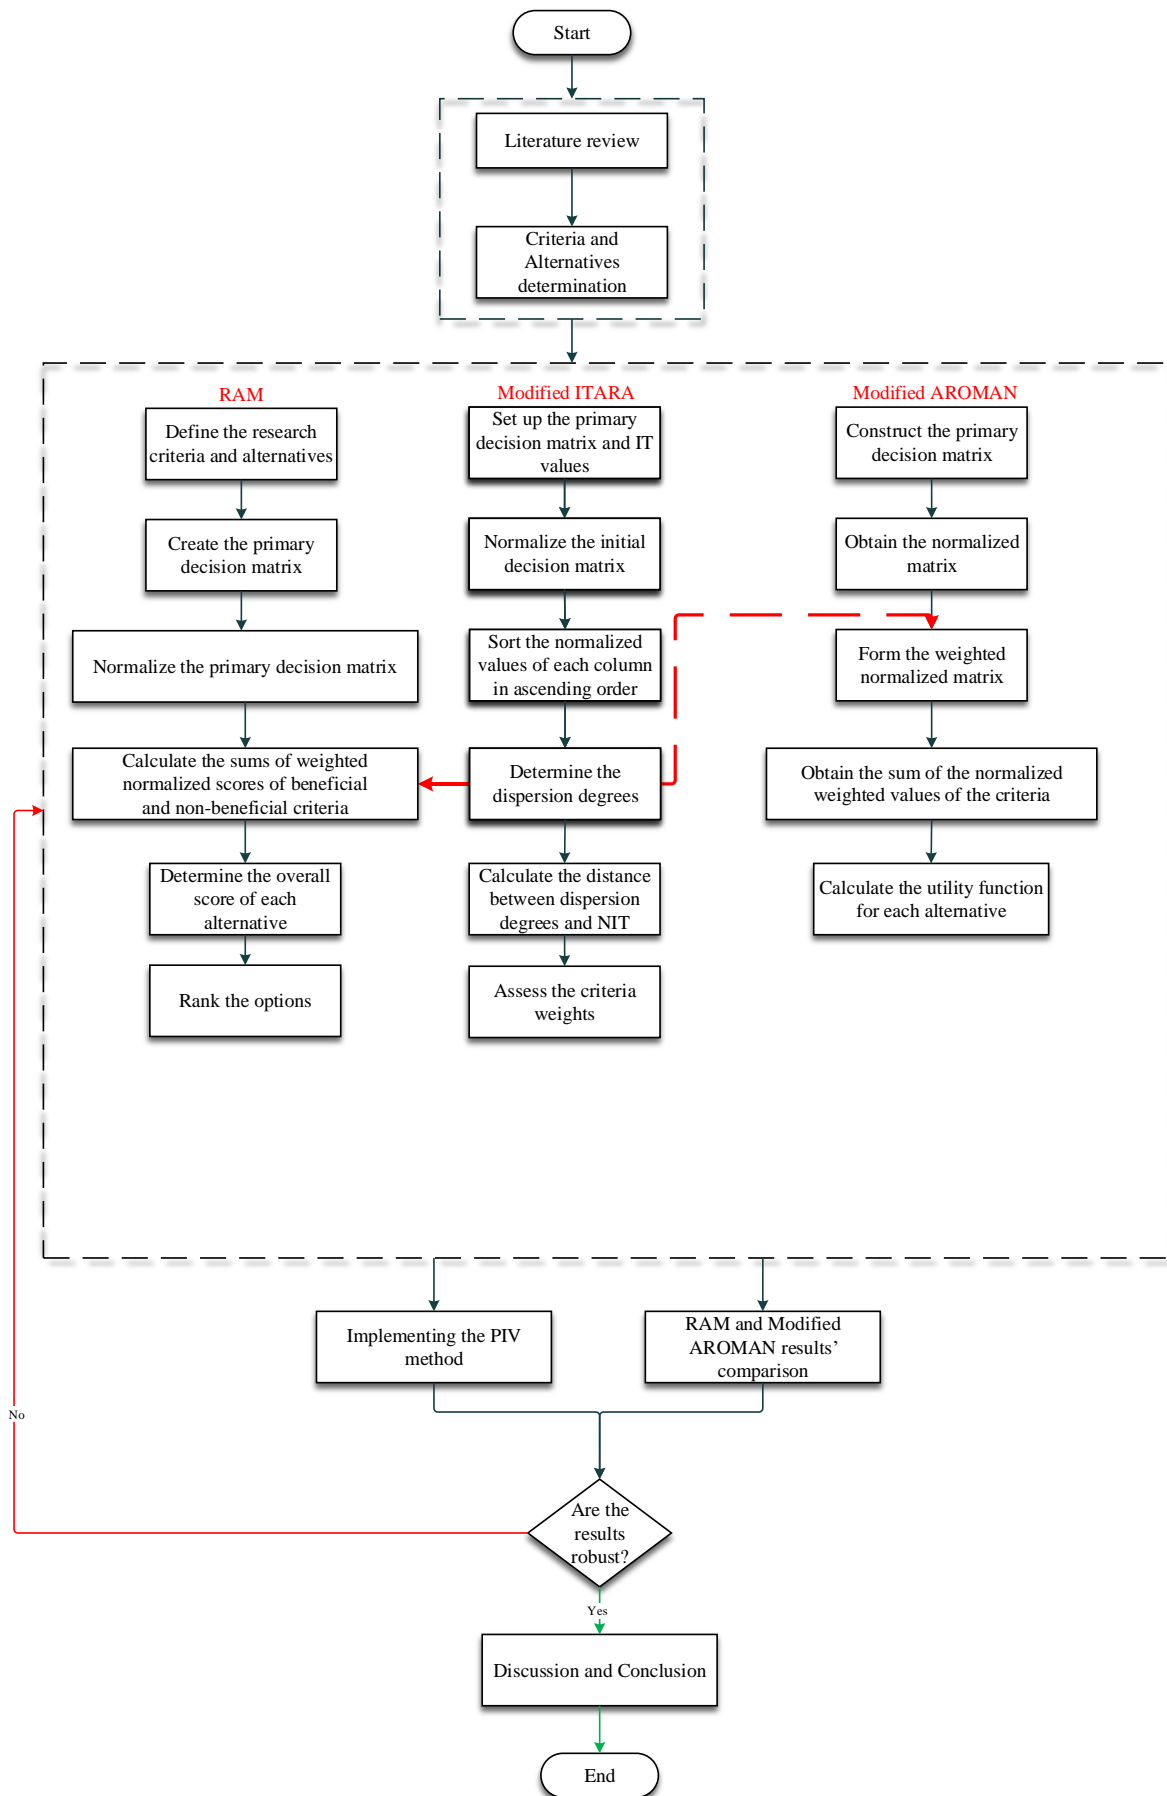 Start
Literature review
Criteria and
Alternatives
determination
RAM
Define the research
criteria and alternatives
Create the primary
decision matrix
Normalize the primary decision matrix
Calculate the sums of weighted
normalized scores of beneficial
and non-beneficial criteria
Determine the overall
score of each
alternative
Rank the options
Modified ITARA
Set up the primary
decision matrix and IT
values
Normalize the initial
decision matrix
Sort the normalized
values of each column
in ascending order
Determine the
dispersion degrees
Calculate the distance
between dispersion
degrees and NIT
Assess the criteria
weights
Modified AROMAN
Construct the primary
decision matrix
Obtain the normalized
matrix
Form the weighted
normalized matrix
Obtain the sum of the normalized
weighted values of the criteria
Calculate the utility function
for each alternative
Implementing the PIV
method
RAM and Modified
AROMAN results’
comparison
No
Are the
results
robust?
Yes
Discussion and Conclusion
End